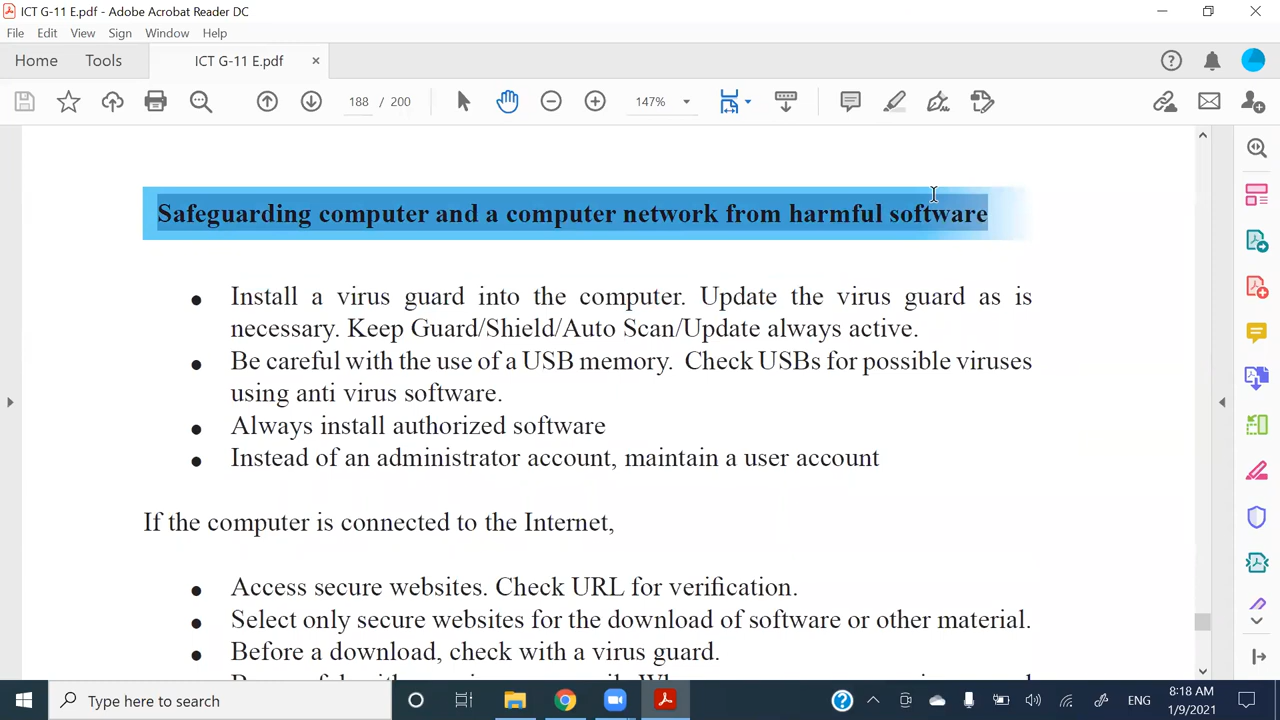 ICT G-11 E.pdf - Adobe Acrobat Reader DC
File Edit View Sign Window Help
Home Tools ICT G-11 E.pdf ×
188 / 200 147%
Safeguarding computer and a computer network from harmful software
● Install a virus guard into the computer. Update the virus guard as is
necessary. Keep Guard/Shield/Auto Scan/Update always active.
● Be careful with the use of a USB memory. Check USBs for possible viruses
using anti virus software.
● Always install authorized software
● Instead of an administrator account, maintain a user account
If the computer is connected to the Internet,
● Access secure websites. Check URL for verification.
● Select only secure websites for the download of software or other material.
● Before a download, check with a virus guard.
Type here to search
ENG
8:18 AM
1/9/2021